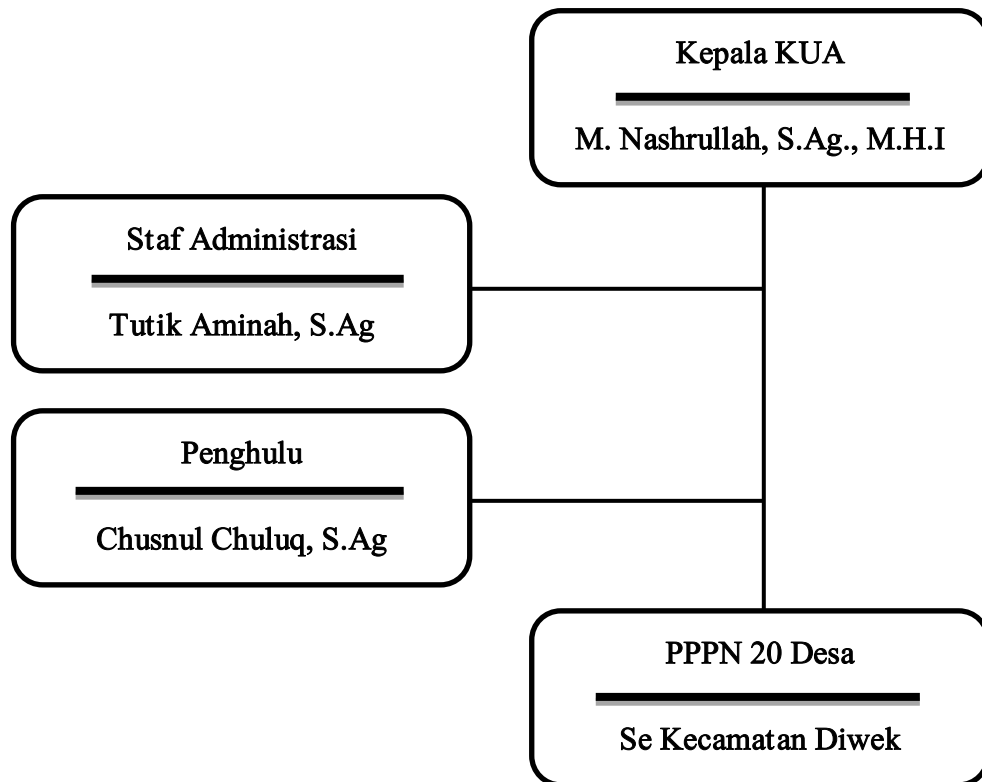 Kepala KUA
M. Nashrullah, S.Ag., M.H.I
Staf Administrasi
Tutik Aminah, S.Ag
Penghulu
Chusnul Chuluq, S.Ag
PPPN 20 Desa
Se Kecamatan Diwek